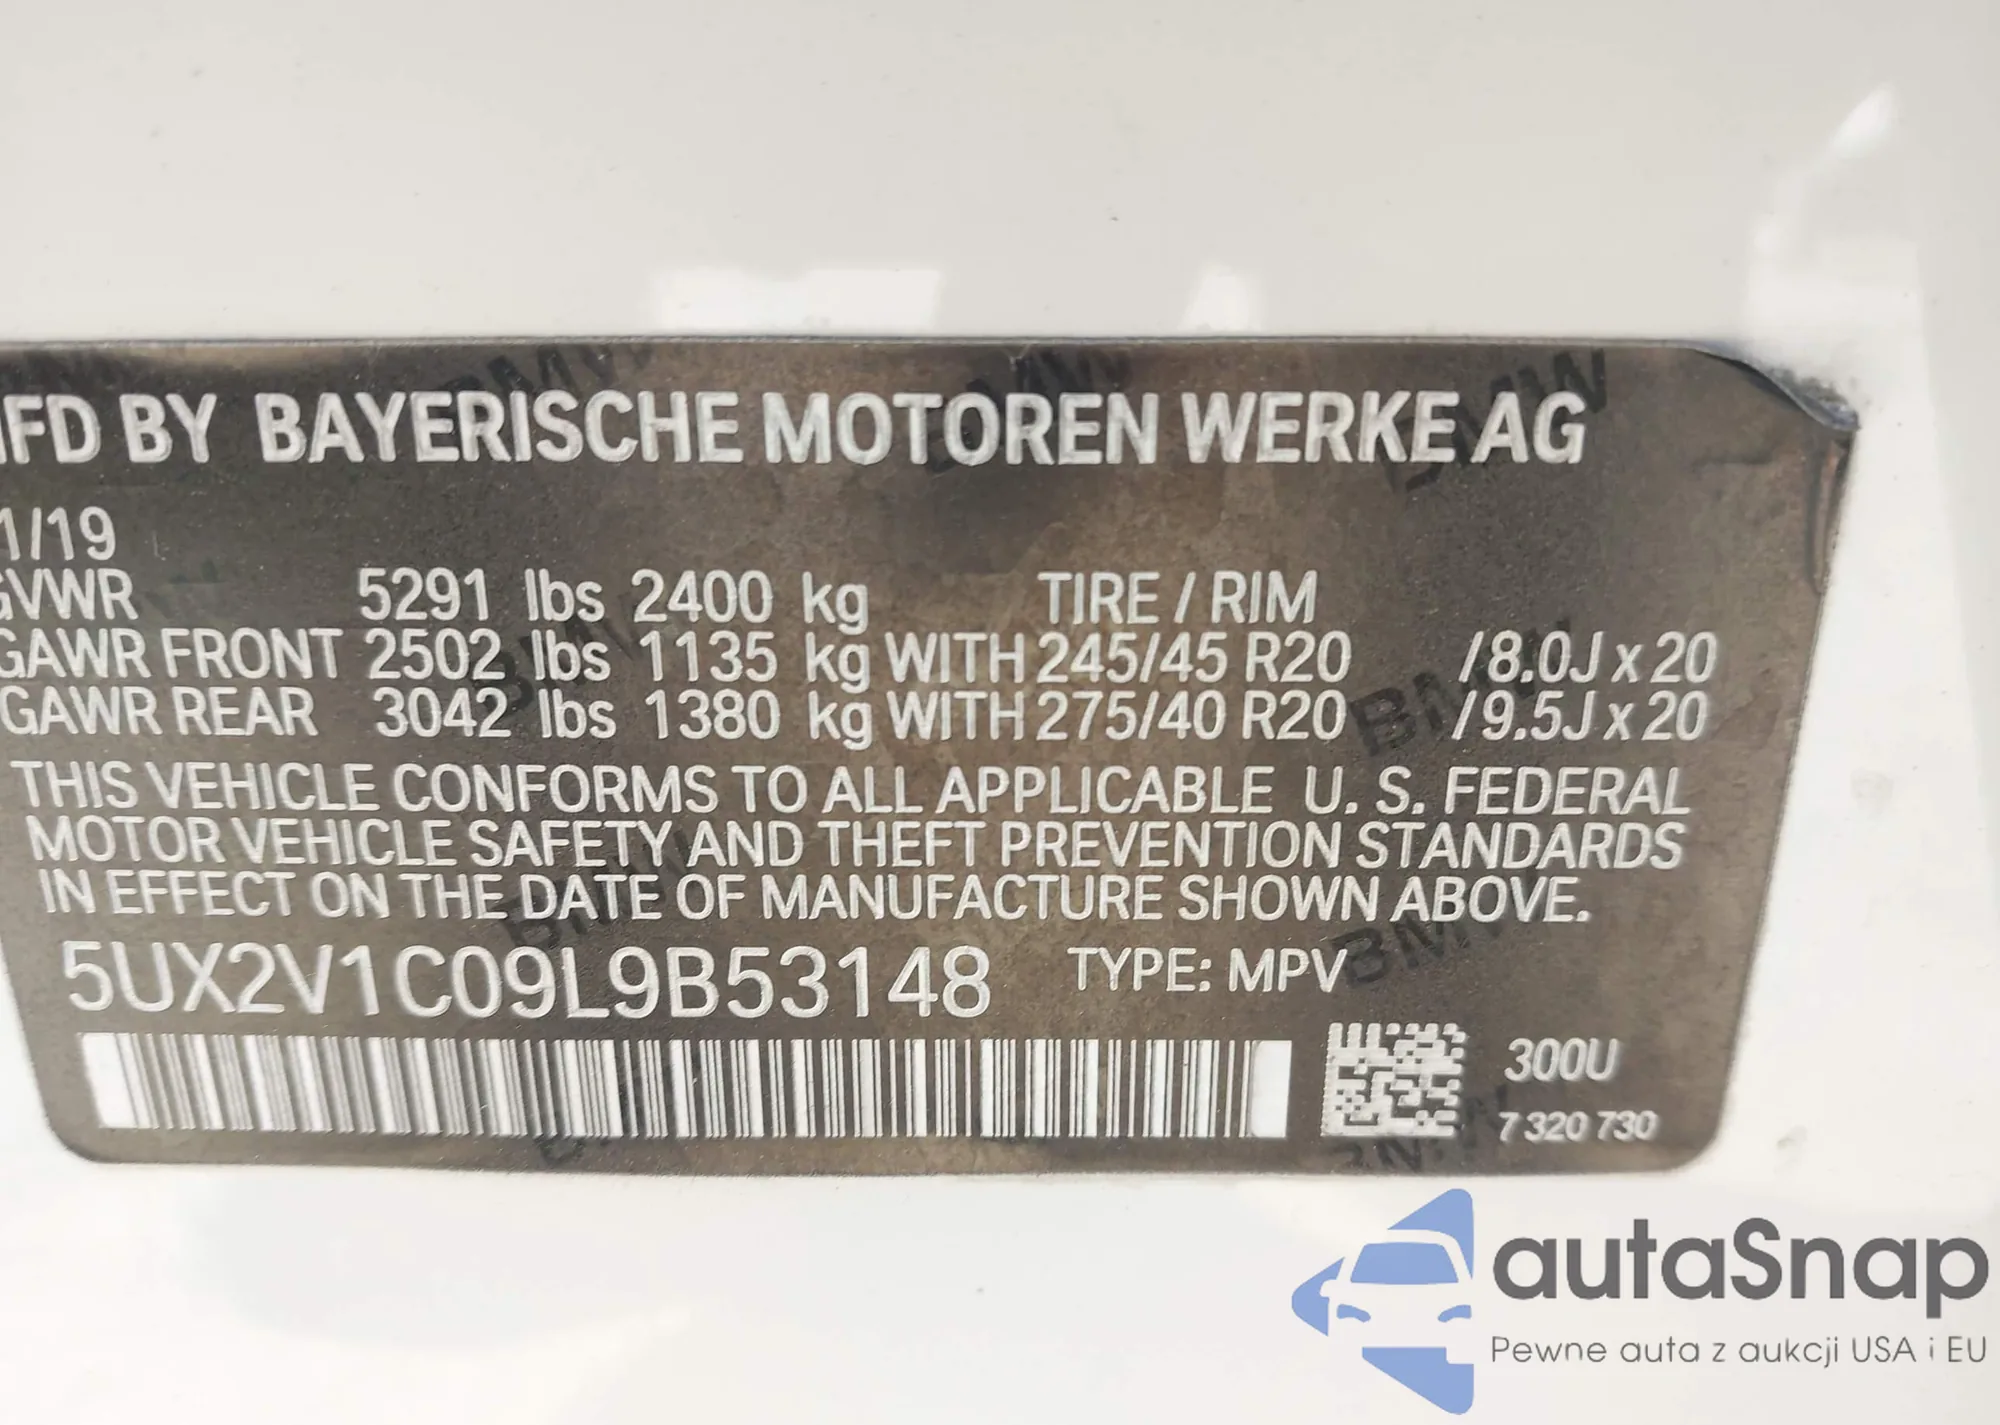 MFD BY BAYERISCHE MOTOREN WERKE AG
1/19
GVWR 5291 lbs 2400 kg TIRE / RIM
GAWR FRONT 2502 lbs 1135 kg WITH 245/45 R20 /8.0J x 20
GAWR REAR 3042 lbs 1380 kg WITH 275/40 R20 /9.5J x 20
THIS VEHICLE CONFORMS TO ALL APPLICABLE U. S. FEDERAL
MOTOR VEHICLE SAFETY AND THEFT PREVENTION STANDARDS
IN EFFECT ON THE DATE OF MANUFACTURE SHOWN ABOVE.
5UX2V1C09L9B53148 TYPE: MPV
300U
7 320 730
autaSnap
Pewne auta z aukcji USA i EU